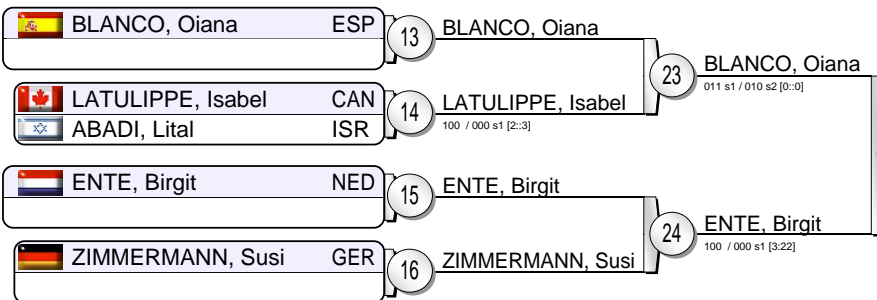 BLANCO, Oiana ESP
13
BLANCO, Oiana
LATULIPPE, Isabel CAN
ABADI, Lital ISR
14
LATULIPPE, Isabel
100 / 000 s1 [2::3]
23
BLANCO, Oiana
011 s1 / 010 s2 [0::0]
ENTE, Birgit NED
15
ENTE, Birgit
ZIMMERMANN, Susi GER
16
ZIMMERMANN, Susi
24
ENTE, Birgit
100 / 000 s1 [3:22]